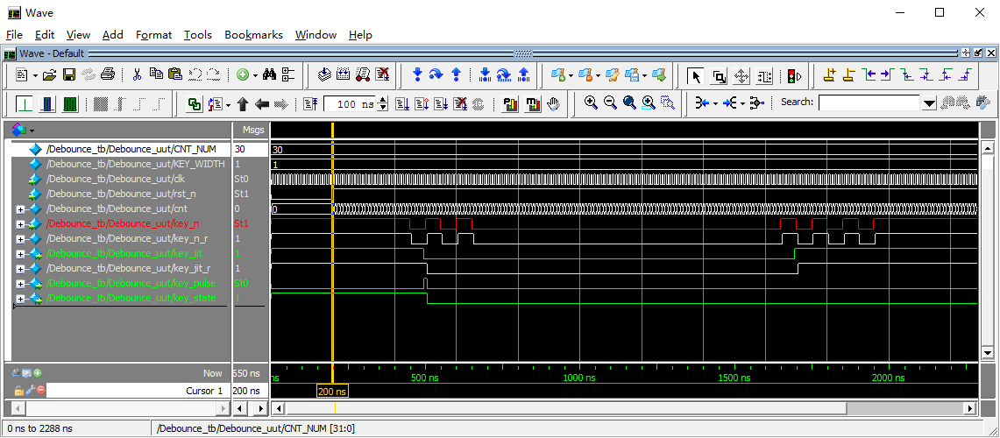 Wave
File Edit View Add Format Tools Bookmarks Window Help
Wave - Default
100 ns Search:
Msgs
/Debounce_tb/Debounce_uut/CNT_NUM 30 30
/Debounce_tb/Debounce_uut/KEY_WIDTH 1 1
/Debounce_tb/Debounce_uut/clk St0
/Debounce_tb/Debounce_uut/rst_n St1
/Debounce_tb/Debounce_uut/cnt 0 0
/Debounce_tb/Debounce_uut/key_n St1
/Debounce_tb/Debounce_uut/key_n_r 1
/Debounce_tb/Debounce_uut/key_jit 1
/Debounce_tb/Debounce_uut/key_jit_r 1
/Debounce_tb/Debounce_uut/key_pulse St0
/Debounce_tb/Debounce_uut/key_state 1
Now 650 ns ns 500 ns 1000 ns 1500 ns 2000 ns
Cursor 1 200 ns 200 ns
0 ns to 2288 ns /Debounce_tb/Debounce_uut/CNT_NUM [31:0]